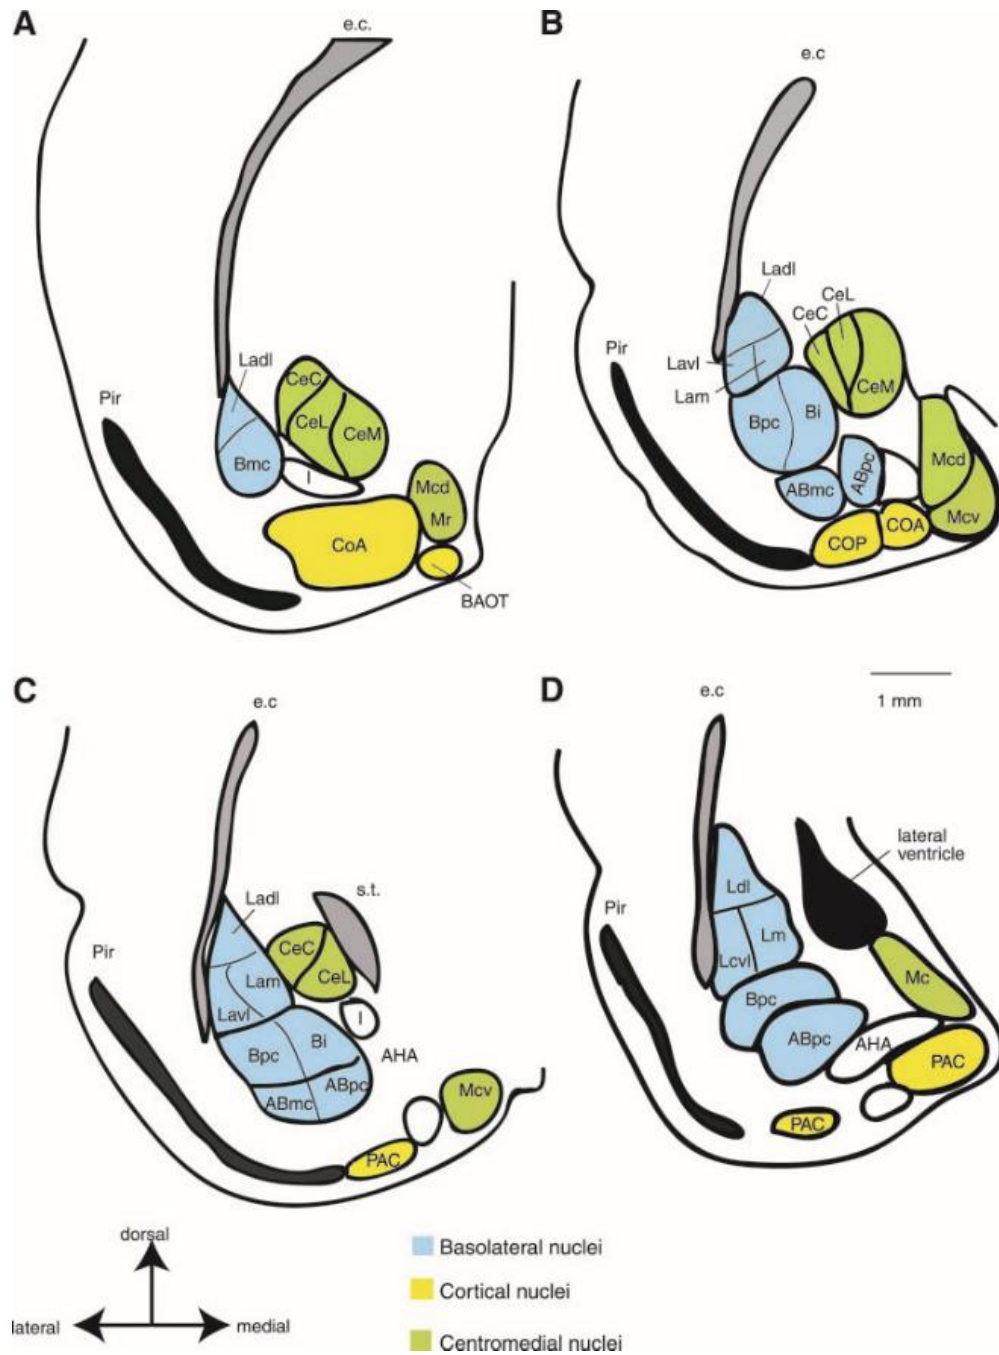 A
e.c.
Ladl
CeC
Pir
CeL
CeM
Bmc
I
Mcd
Mr
CoA
BAOT
B
e.c
Ladl
CeL
CeC
Pir
Lavl
Lam
CeM
Bpc
Bi
Mcd
ABpc
ABmc
Mcv
COA
COP
C
e.c
Ladl
s.t.
Pir
CeC
Lam
CeL
Lavl
I
Bi
Bpc
AHA
ABpc
Mcv
ABmc
PAC
D
1 mm
e.c
lateral
ventricle
Ldl
Pir
Lm
Lcvl
Mc
Bpc
ABpc
AHA
PAC
PAC
dorsal
lateral
medial
Basolateral nuclei
Cortical nuclei
Centromedial nuclei